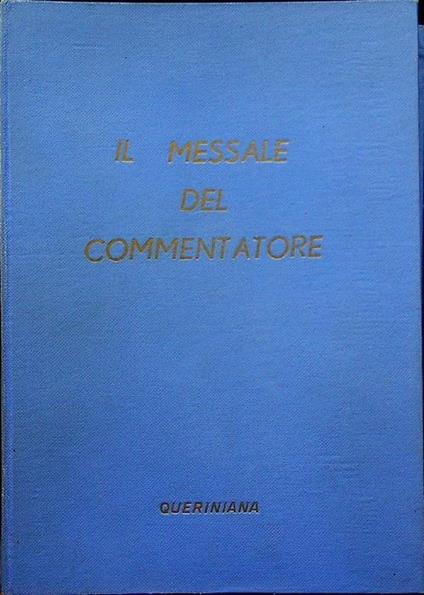 IL MESSALE
DEL
COMMENTATORE
QUERINIANA